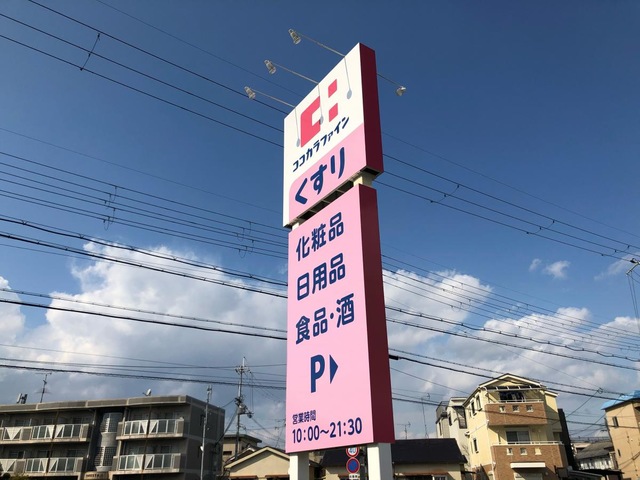 ココカラファイン
くすり
化粧品
日用品
食品・酒
P▶
営業時間
10:00〜21:30